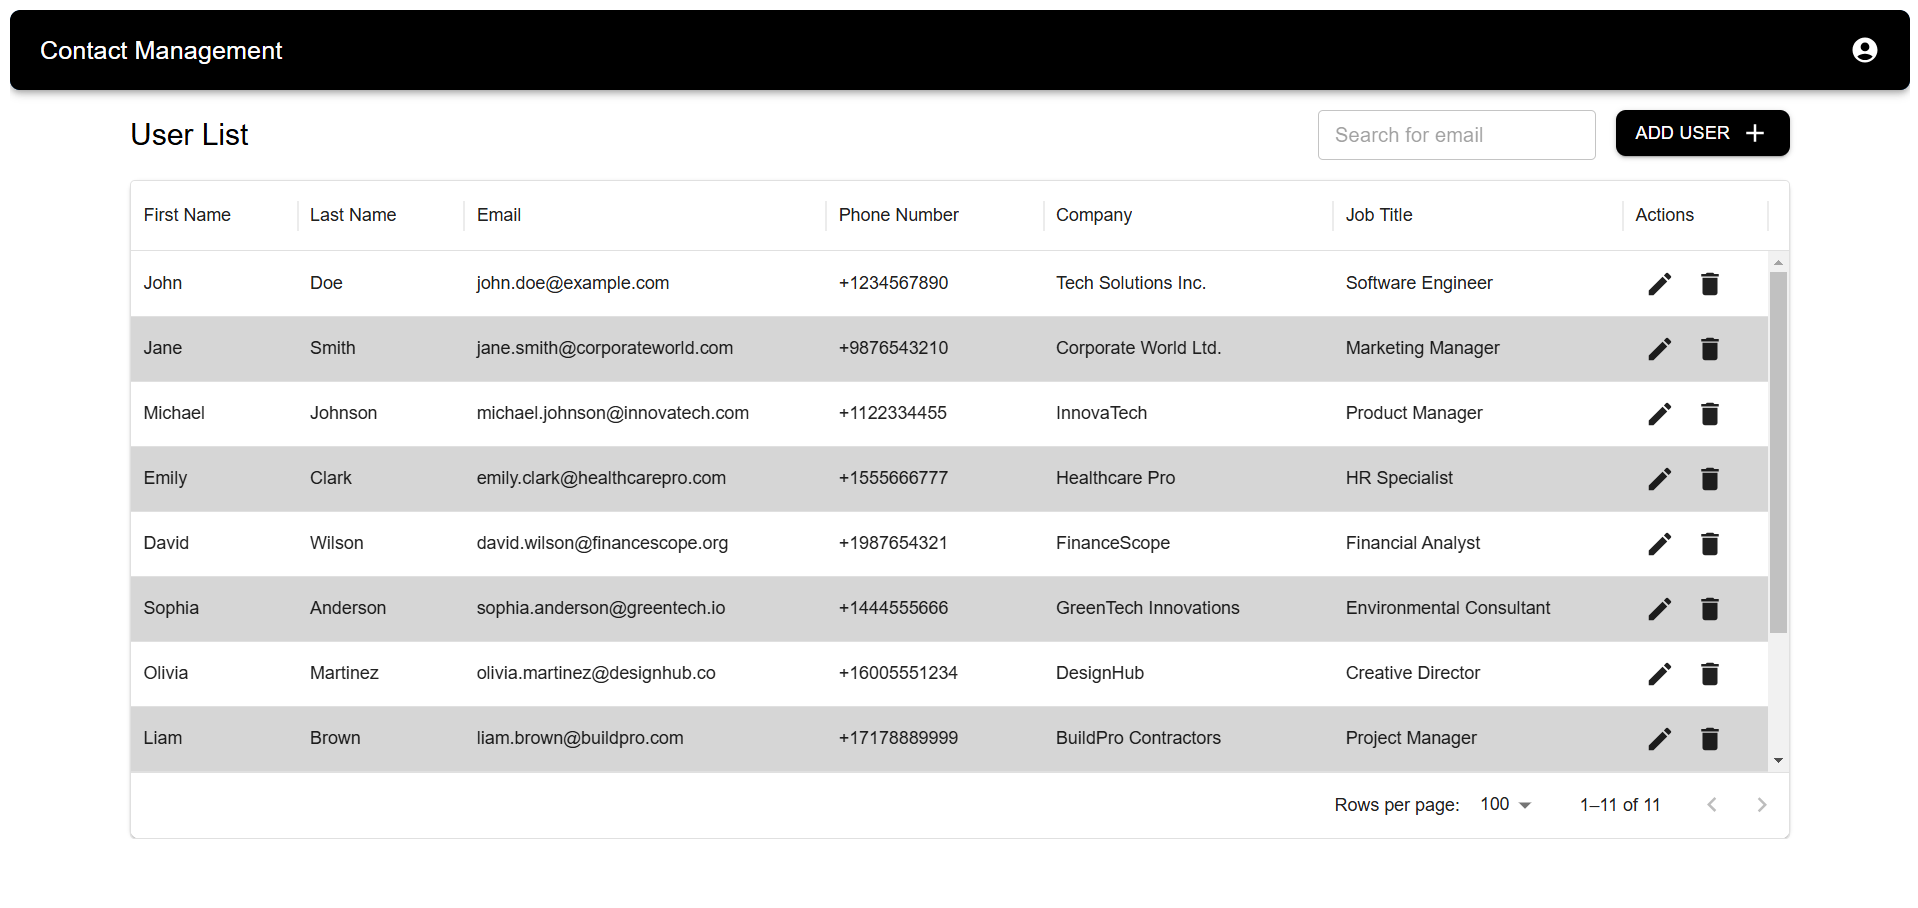 Contact Management
User List
Search for email
ADD USER
First Name Last Name Email Phone Number Company Job Title Actions
John Doe john.doe@example.com +1234567890 Tech Solutions Inc. Software Engineer
Jane Smith jane.smith@corporateworld.com +9876543210 Corporate World Ltd. Marketing Manager
Michael Johnson michael.johnson@innovatech.com +1122334455 InnovaTech Product Manager
Emily Clark emily.clark@healthcarepro.com +1555666777 Healthcare Pro HR Specialist
David Wilson david.wilson@financescope.org +1987654321 FinanceScope Financial Analyst
Sophia Anderson sophia.anderson@greentech.io +1444555666 GreenTech Innovations Environmental Consultant
Olivia Martinez olivia.martinez@designhub.co +16005551234 DesignHub Creative Director
Liam Brown liam.brown@buildpro.com +17178889999 BuildPro Contractors Project Manager
Rows per page: 100 1–11 of 11